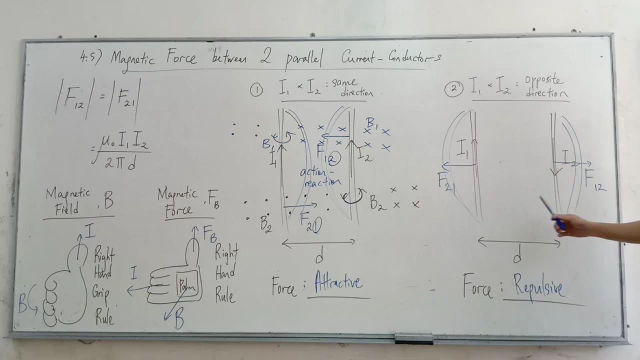 4.5) Magnetic Force between 2 parallel Current-Conductors
|F12| = |F21|
= μ₀ I1 I2
2πd
Magnetic
Field, B
I
Right
Hand
Grip
Rule
B
Magnetic
Force, FB
FB
Right
Hand
Rule
I
Palm
B
① I1 & I2 : same
direction
B1
I1
F12
I2
B1
action-
reaction
B2
F21
B2
d
Force : Attractive
② I1 & I2 : opposite
direction
I1
F21
I2
F12
d
Force : Repulsive